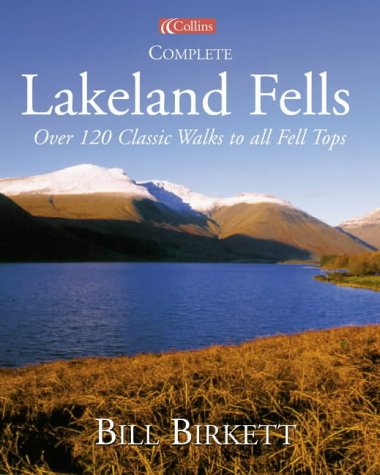 Collins
COMPLETE
Lakeland Fells
Over 120 Classic Walks to all Fell Tops
BILL BIRKETT